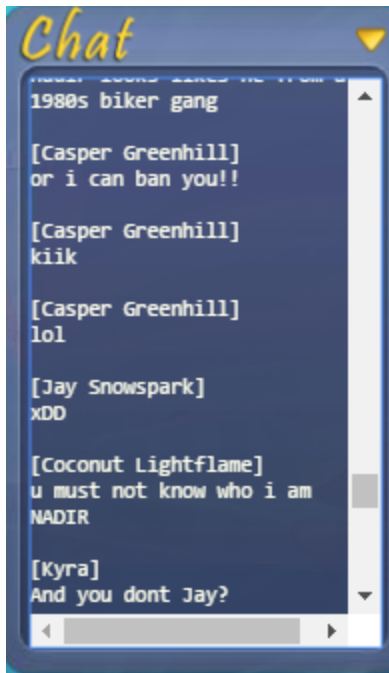 Chat
1980s biker gang
[Casper Greenhill]
or i can ban you!!
[Casper Greenhill]
kiik
[Casper Greenhill]
lol
[Jay Snowspark]
xDD
[Coconut Lightflame]
u must not know who i am
NADIR
[Kyra]
And you dont Jay?